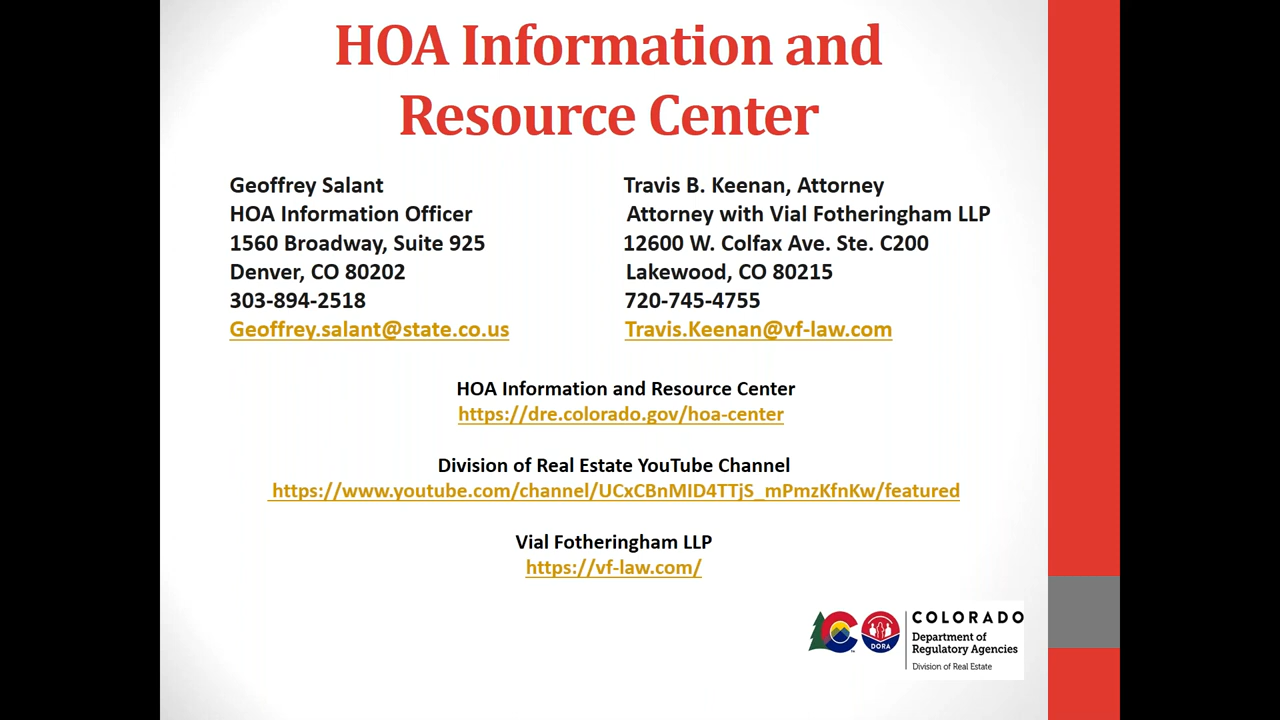 HOA Information and
Resource Center
Geoffrey Salant
HOA Information Officer
1560 Broadway, Suite 925
Denver, CO 80202
303-894-2518
Geoffrey.salant@state.co.us
Travis B. Keenan, Attorney
Attorney with Vial Fotheringham LLP
12600 W. Colfax Ave. Ste. C200
Lakewood, CO 80215
720-745-4755
Travis.Keenan@vf-law.com
HOA Information and Resource Center
https://dre.colorado.gov/hoa-center
Division of Real Estate YouTube Channel
https://www.youtube.com/channel/UCxCBnMID4TTjS_mPmzKfnKw/featured
Vial Fotheringham LLP
https://vf-law.com/
DORA
COLORADO
Department of
Regulatory Agencies
Division of Real Estate